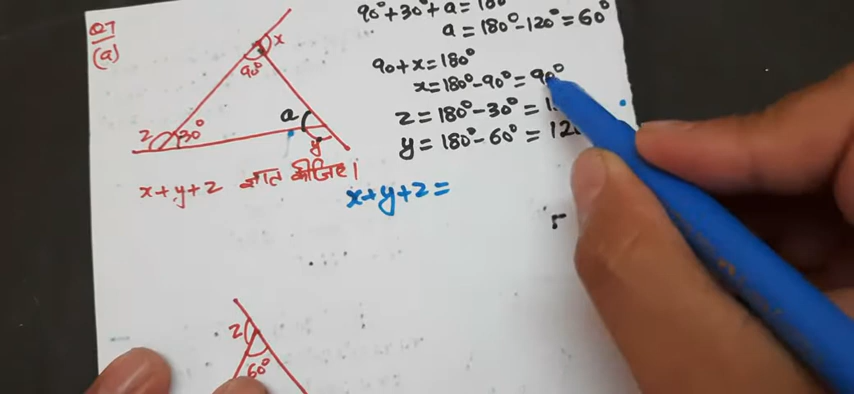 Q7
(a)
x
90°
z
30°
a
y
90°+30°+a=180
a=180°-120°=60°
90+x=180°
x=180°-90°=90°
z=180°-30°=
y=180°-60°=
x+y+z ज्ञात कीजिए।
x+y+z=
z
60°